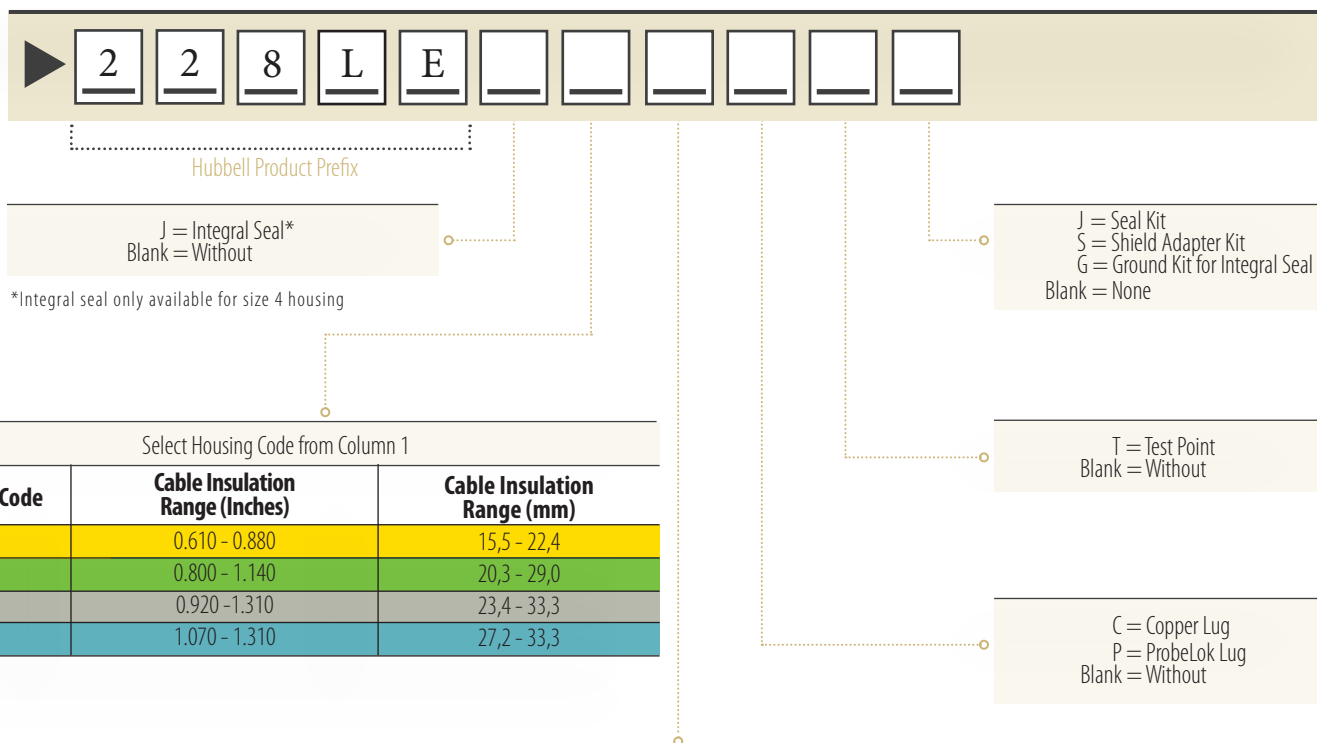 2 2 8 L E
Hubbell Product Prefix
J = Integral Seal*
Blank = Without
*Integral seal only available for size 4 housing
J = Seal Kit
S = Shield Adapter Kit
G = Ground Kit for Integral Seal
Blank = None
Select Housing Code from Column 1
Code Cable Insulation Range (Inches) Cable Insulation Range (mm)
0.610 - 0.880 15,5 - 22,4
0.800 - 1.140 20,3 - 29,0
0.920 -1.310 23,4 - 33,3
1.070 - 1.310 27,2 - 33,3
T = Test Point
Blank = Without
C = Copper Lug
P = ProbeLok Lug
Blank = Without